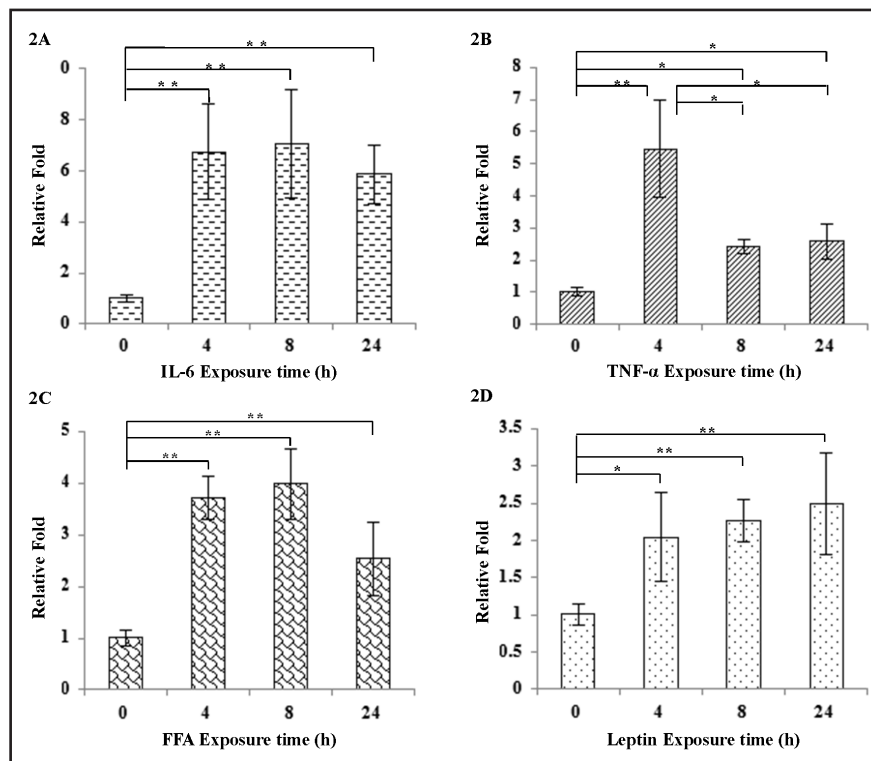 2A
* *
* *
* *
0
8
6
4
2
0
Relative Fold
0 4 8 24
IL-6 Exposure time (h)
2B
*
*
** *
*
8
7
6
5
4
3
2
1
0
Relative Fold
0 4 8 24
TNF-α Exposure time (h)
2C
**
**
**
5
4
3
2
1
0
Relative Fold
0 4 8 24
FFA Exposure time (h)
2D
**
**
*
3.5
3
2.5
2
1.5
1
0.5
0
Relative Fold
0 4 8 24
Leptin Exposure time (h)